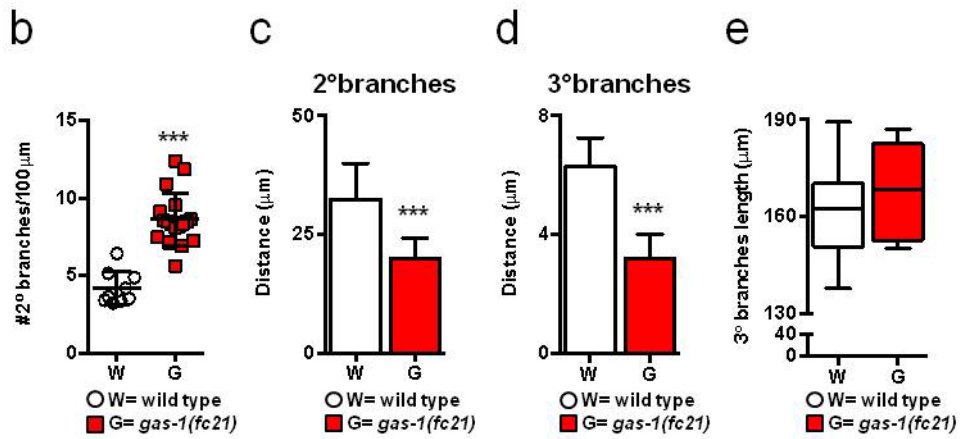 b c d e
2°branches 3°branches
#2° branches/100μm
15
10
5
0
***
W G
Distance (μm)
50
25
0
***
W G
Distance (μm)
8
4
0
***
W G
3° branches length (μm)
190
160
130
40
0
W G
W= wild type
G= gas-1(fc21)
W= wild type
G= gas-1(fc21)
W= wild type
G= gas-1(fc21)
W= wild type
G= gas-1(fc21)